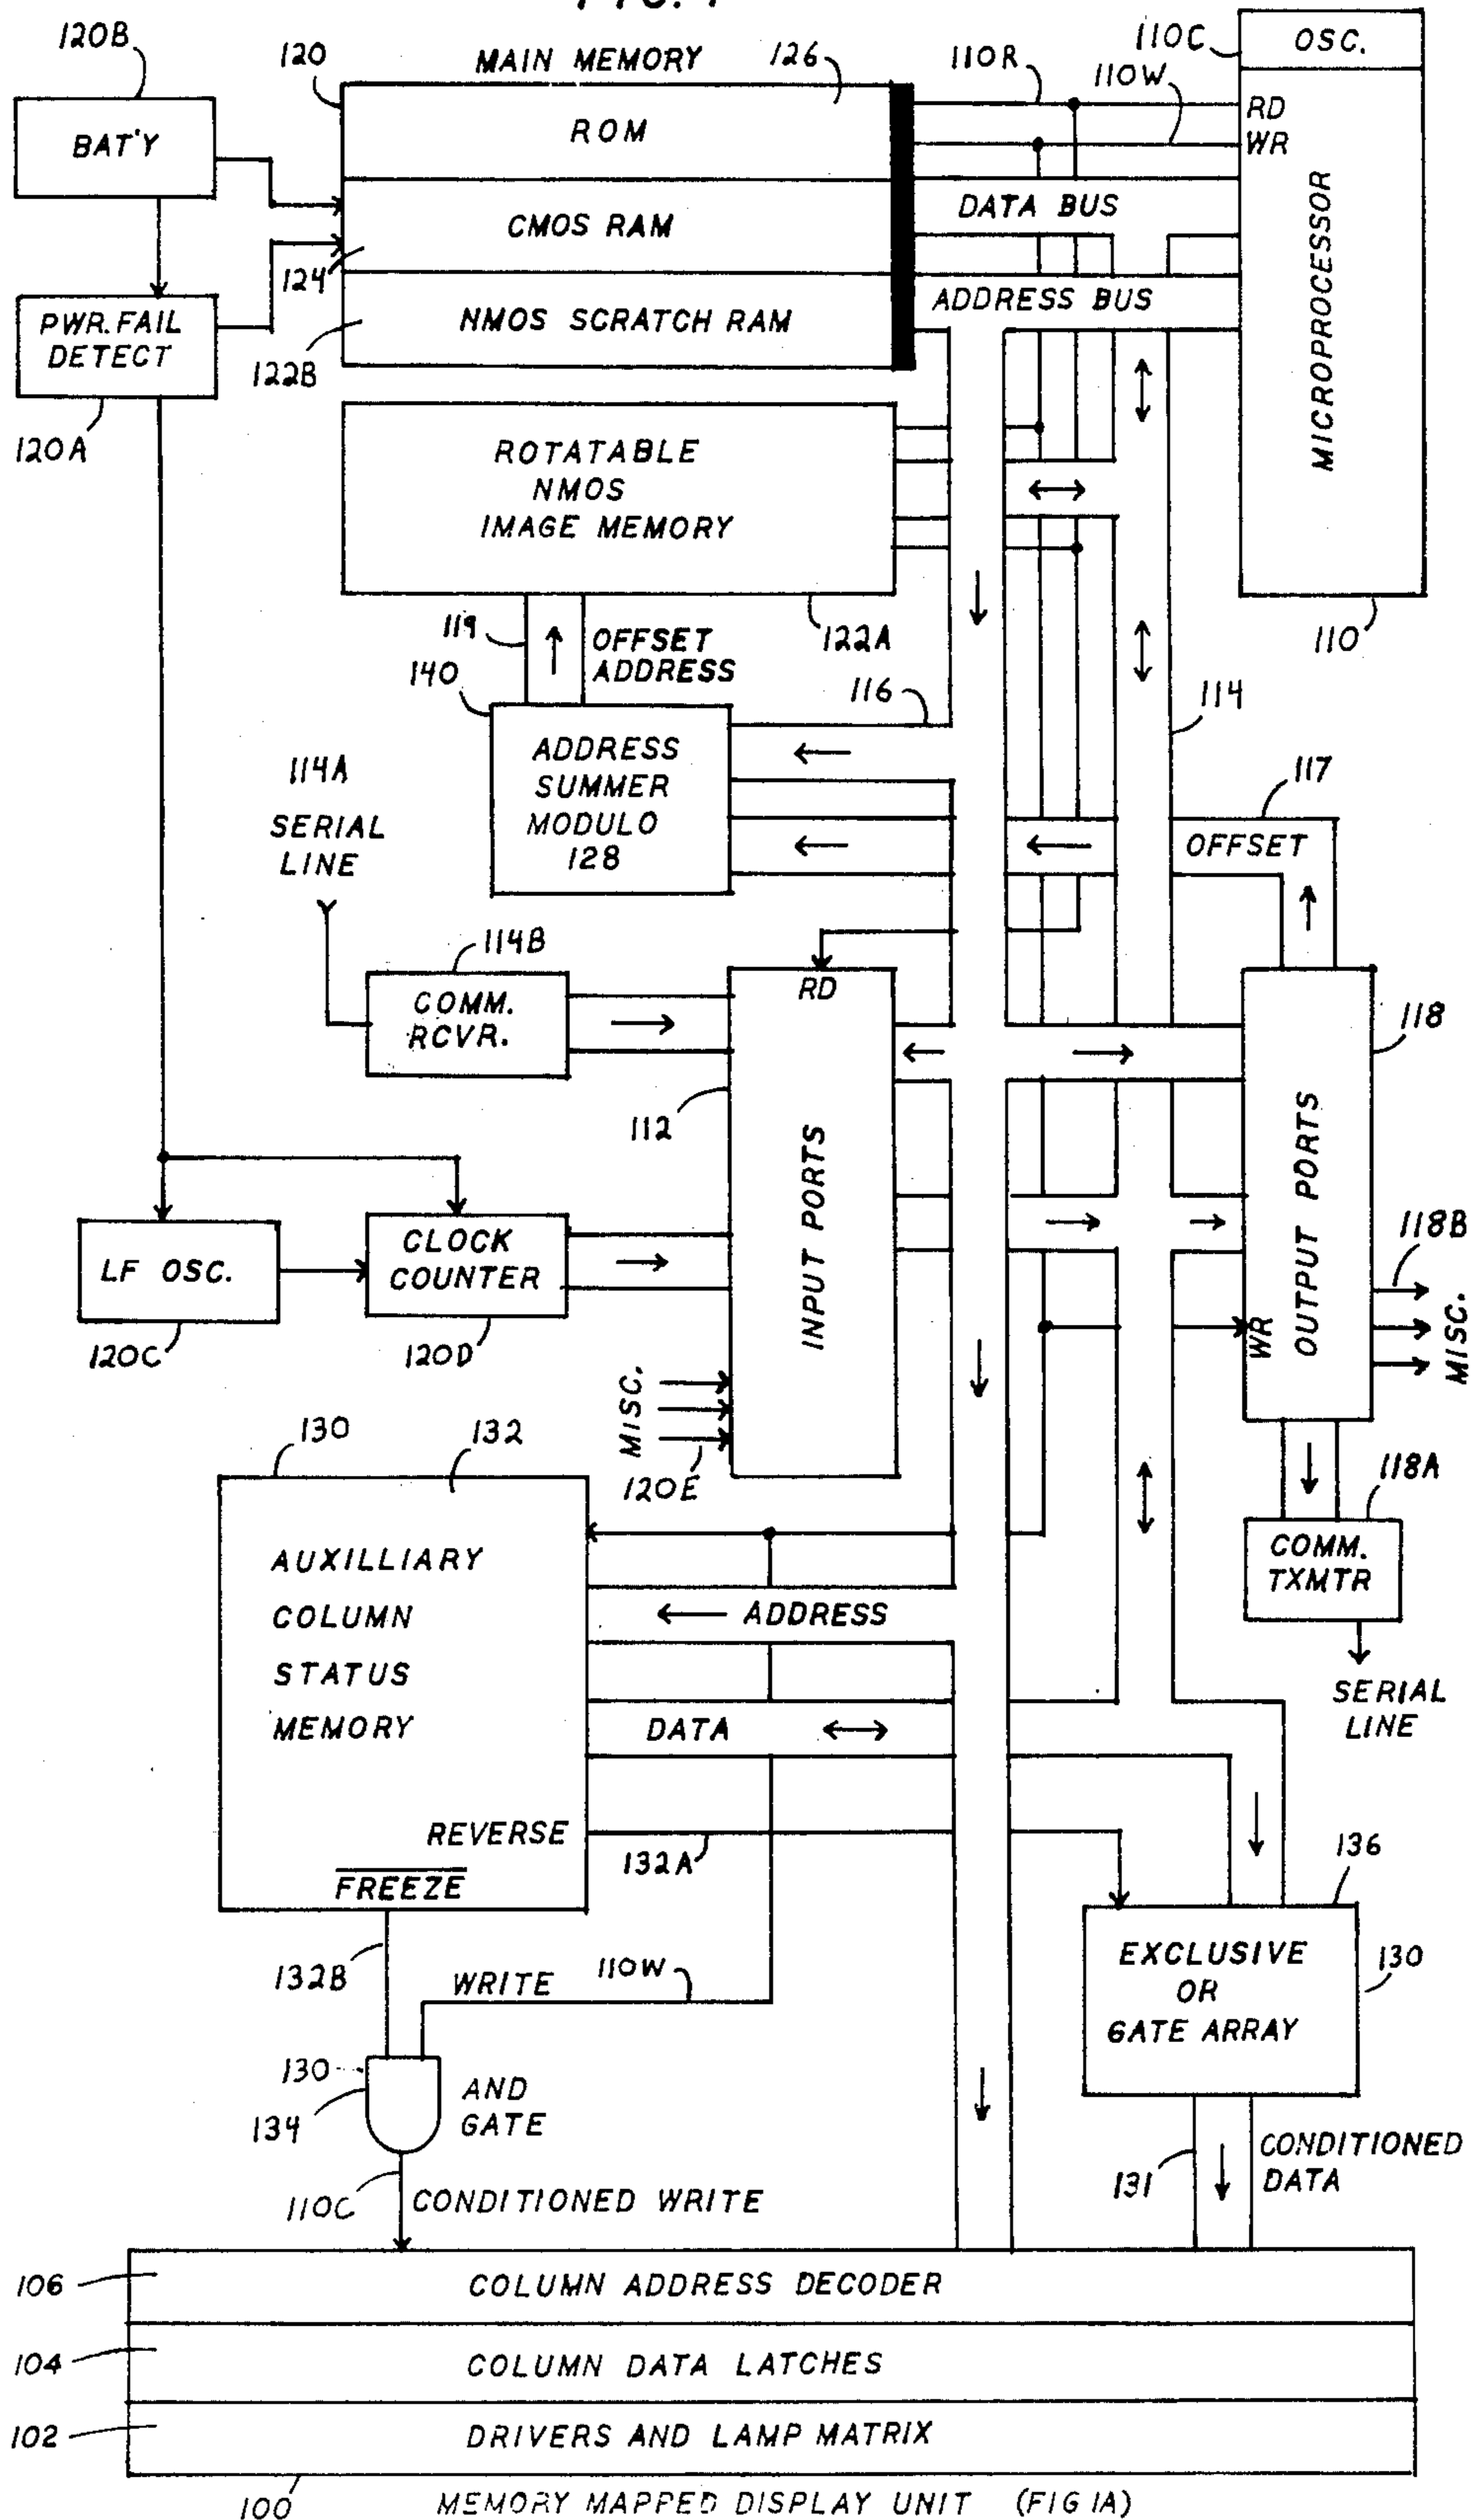 FIG. 1
120B
120
MAIN MEMORY
126
110R
110C
OSC.
110W
BAT'Y
ROM
RD
WR
CMOS RAM
DATA BUS
124
ADDRESS BUS
MICROPROCESSOR
PWR. FAIL
DETECT
NMOS SCRATCH RAM
122B
120A
ROTATABLE
NMOS
IMAGE MEMORY
119
OFFSET
ADDRESS
122A
110
140
116
114
ADDRESS
SUMMER
MODULO
128
114A
SERIAL
LINE
117
OFFSET
114B
COMM.
RCVR.
RD
118
112
INPUT PORTS
OUTPUT PORTS
LF OSC.
CLOCK
COUNTER
118B
MISC.
WR
120C
120D
MISC.
120E
130
132
118A
AUXILLIARY
COLUMN
STATUS
MEMORY
COMM.
TXMTR
ADDRESS
SERIAL
LINE
DATA
REVERSE
132A
FREEZE
136
EXCLUSIVE
OR
GATE ARRAY
130
132B
WRITE
110W
130
134
AND
GATE
CONDITIONED
DATA
131
110C
CONDITIONED WRITE
106
COLUMN ADDRESS DECODER
104
COLUMN DATA LATCHES
102
DRIVERS AND LAMP MATRIX
100
MEMORY MAPPED DISPLAY UNIT (FIG 1A)